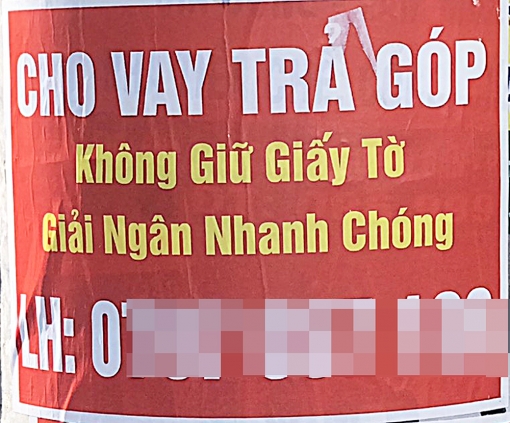 CHO VAY TRẢ GÓP
Không Giữ Giấy Tờ
Giải Ngân Nhanh Chóng
LH: